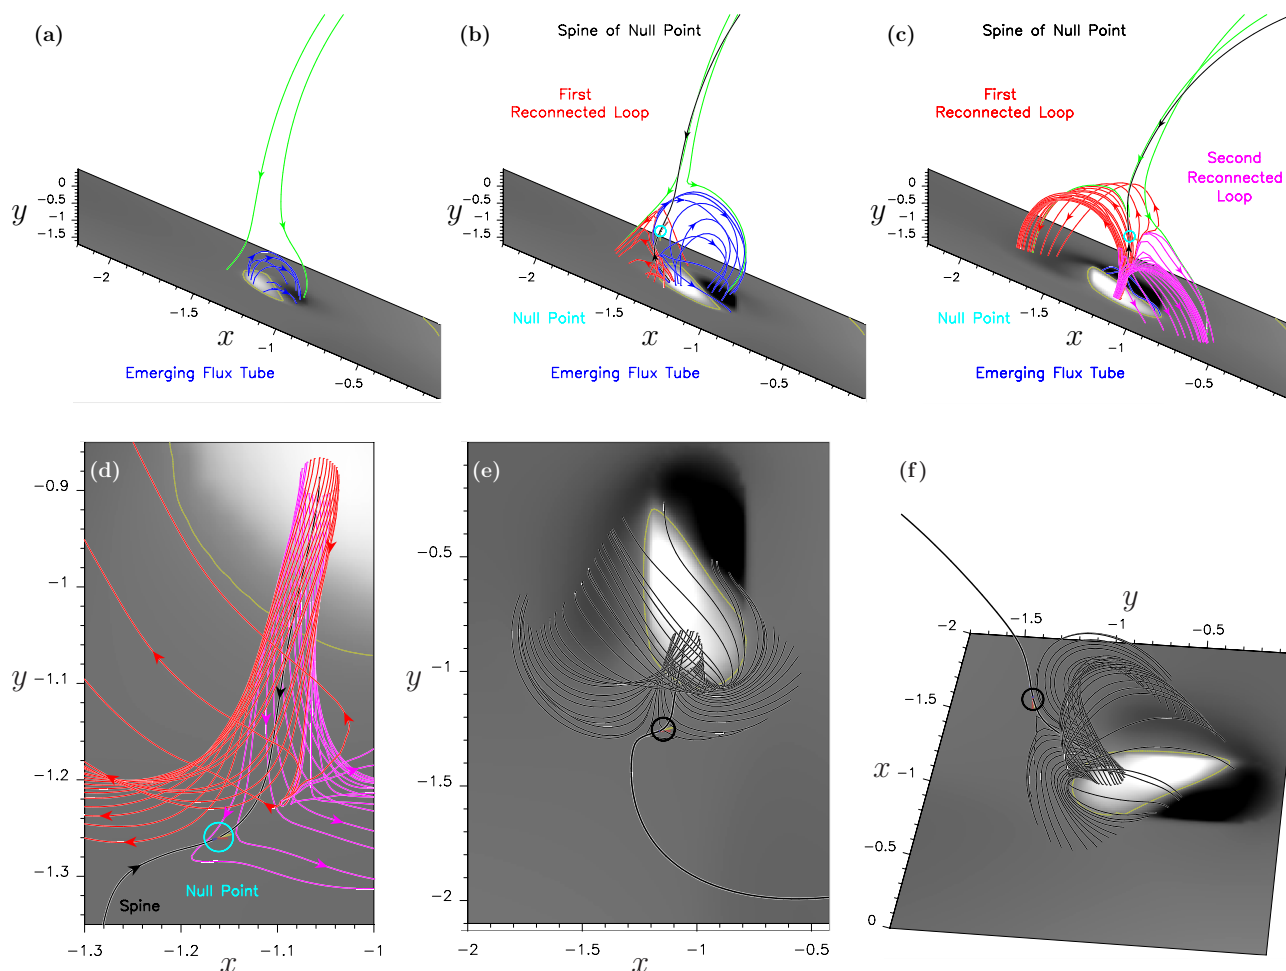 (a)
0
−0.5
−1
−1.5
y
−2
−1.5
−1
−0.5
x
Emerging Flux Tube
(b)
Spine of Null Point
First
Reconnected Loop
0
−0.5
−1
−1.5
y
−2
−1.5
−1
−0.5
x
Null Point
Emerging Flux Tube
(c)
Spine of Null Point
First
Reconnected Loop
Second
Reconnected
Loop
0
−0.5
−1
−1.5
y
−2
−1.5
−1
−0.5
x
Null Point
Emerging Flux Tube
(d)
−0.9
−1
−1.1
−1.2
−1.3
y
Null Point
Spine
−1.3
−1.2
−1.1
−1
x
(e)
0
−0.5
−1
−1.5
−2
y
−2
−1.5
−1
−0.5
x
(f)
y
−2
−1.5
−1
−0.5
−2
−1.5
x
−1
−0.5
0